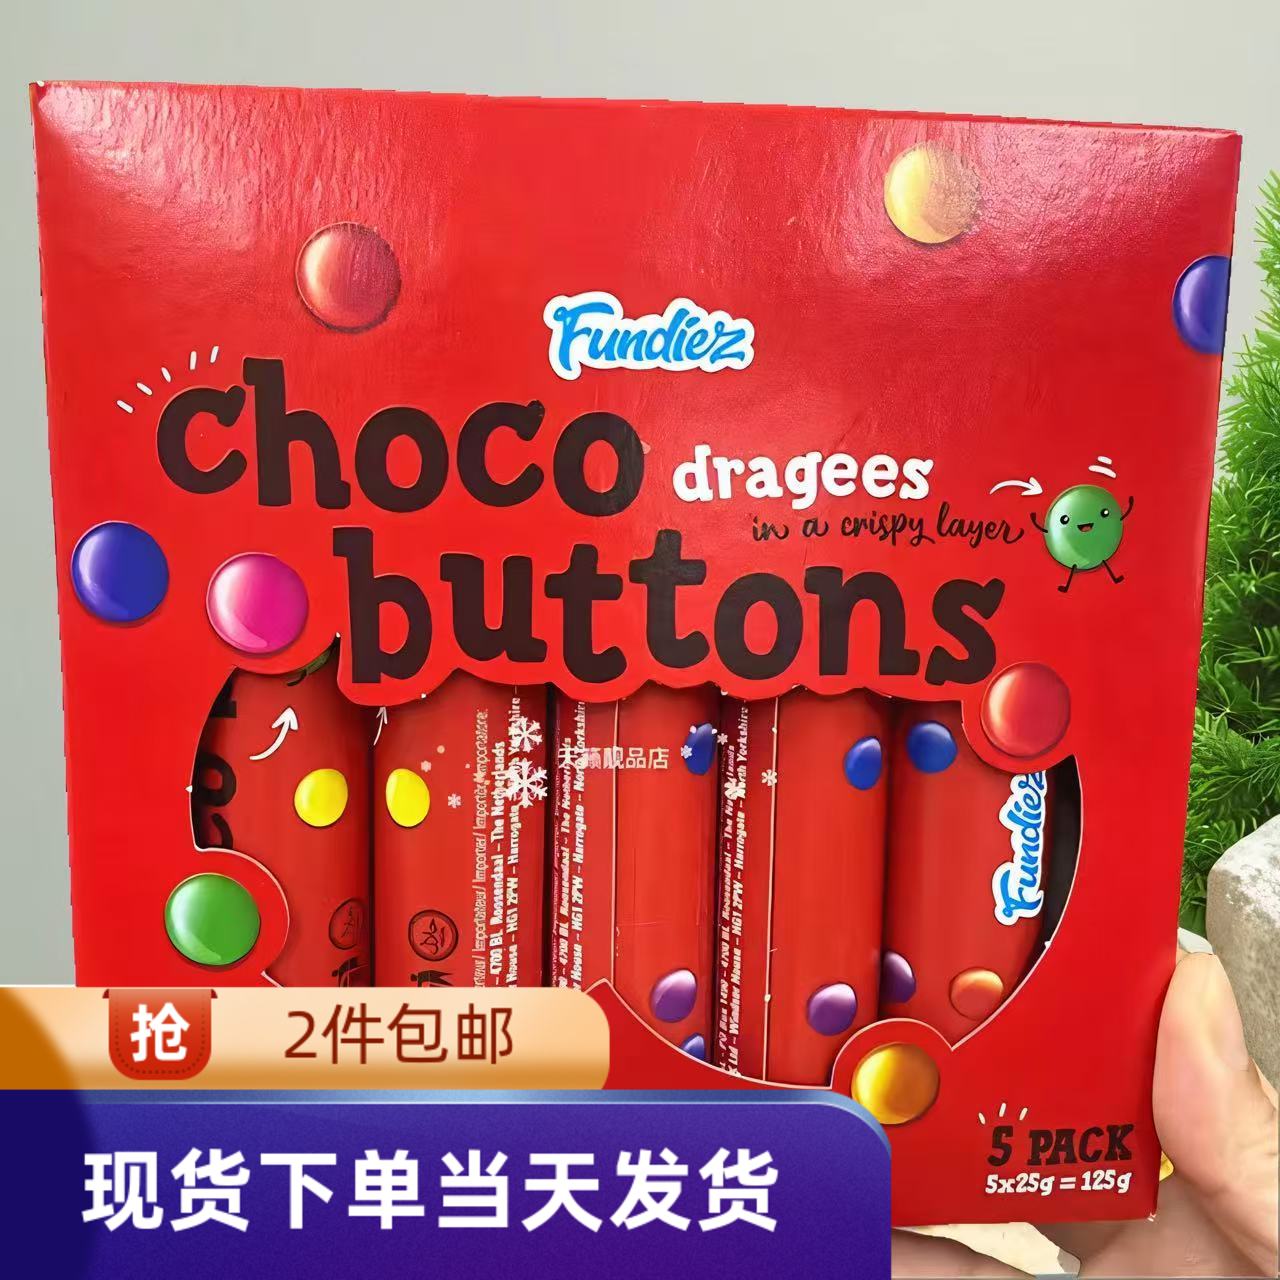 Fundiez
choco
dragees
in a crispy layer
buttons
Fundiez
5 PACK
5x25g = 125g
抢
2件包邮
现货下单当天发货